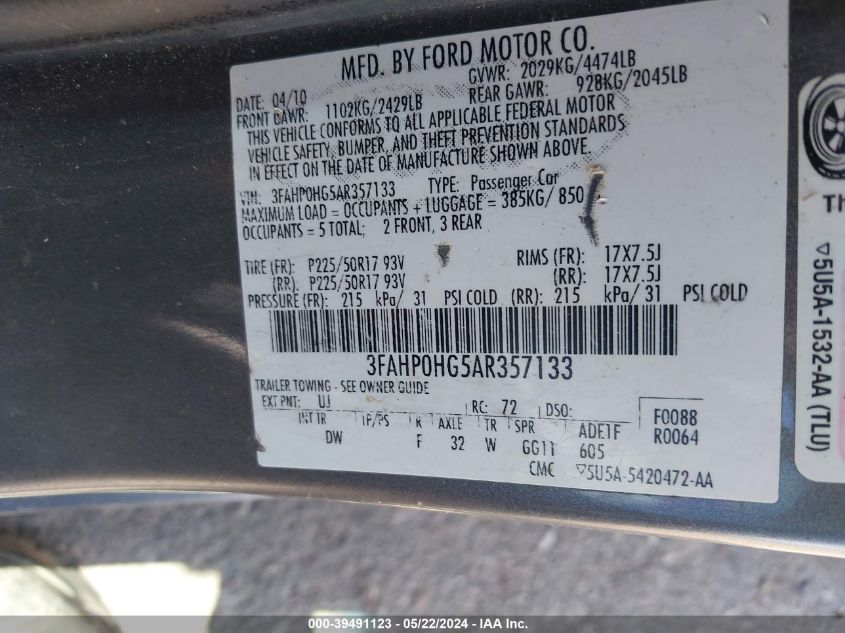 MFD. BY FORD MOTOR CO.
DATE: 04/10 GVWR: 2029KG/4474LB
FRONT GAWR: 1102KG/2429LB REAR GAWR: 928KG/2045LB
THIS VEHICLE CONFORMS TO ALL APPLICABLE FEDERAL MOTOR
VEHICLE SAFETY, BUMPER, AND THEFT PREVENTION STANDARDS
IN EFFECT ON THE DATE OF MANUFACTURE SHOWN ABOVE.
VIN: 3FAHP0HG5AR357133 TYPE: Passenger Car
MAXIMUM LOAD = OCCUPANTS + LUGGAGE = 385KG/ 850
OCCUPANTS = 5 TOTAL; 2 FRONT, 3 REAR
TIRE (FR): P225/50R17 93V RIMS (FR): 17X7.5J
(RR): P225/50R17 93V (RR): 17X7.5J
PRESSURE (FR): 215 kPa/ 31 PSI COLD (RR): 215 kPa/ 31 PSI COLD
3FAHP0HG5AR357133
TRAILER TOWING - SEE OWNER GUIDE
EXT PNT: UJ RC: 72 DSO: F0088
INT TR TP/PS R AXLE TR SPR ADE1F R0064
DW F 32 W GG11 605
CMC ▽5U5A-5420472-AA
Th
▽5U5A-1532-AA (TLU)
000-39491123 - 05/22/2024 - IAA Inc.